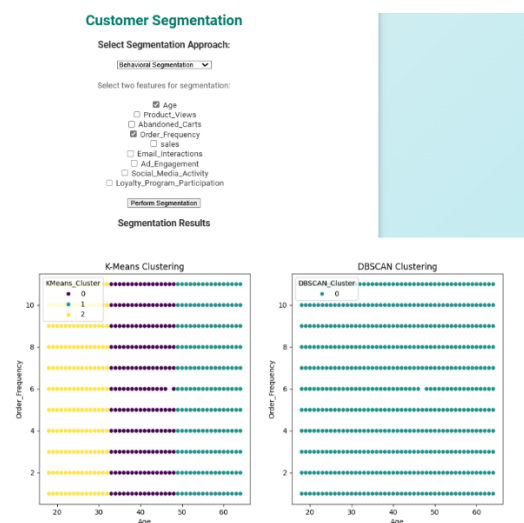 Customer Segmentation
Select Segmentation Approach:
Behavioral Segmentation
Select two features for segmentation:
Age
Product_Views
Abandoned_Carts
Order_Frequency
sales
Email_Interactions
Ad_Engagement
Social_Media_Activity
Loyalty_Program_Participation
Perform Segmentation
Segmentation Results
K-Means Clustering
KMeans_Cluster
0
1
2
10
8
6
4
2
Order_Frequency
20 30 40 50 60
Age
DBSCAN Clustering
DBSCAN_Cluster
0
10
8
6
4
2
Order_Frequency
20 30 40 50 60
Age